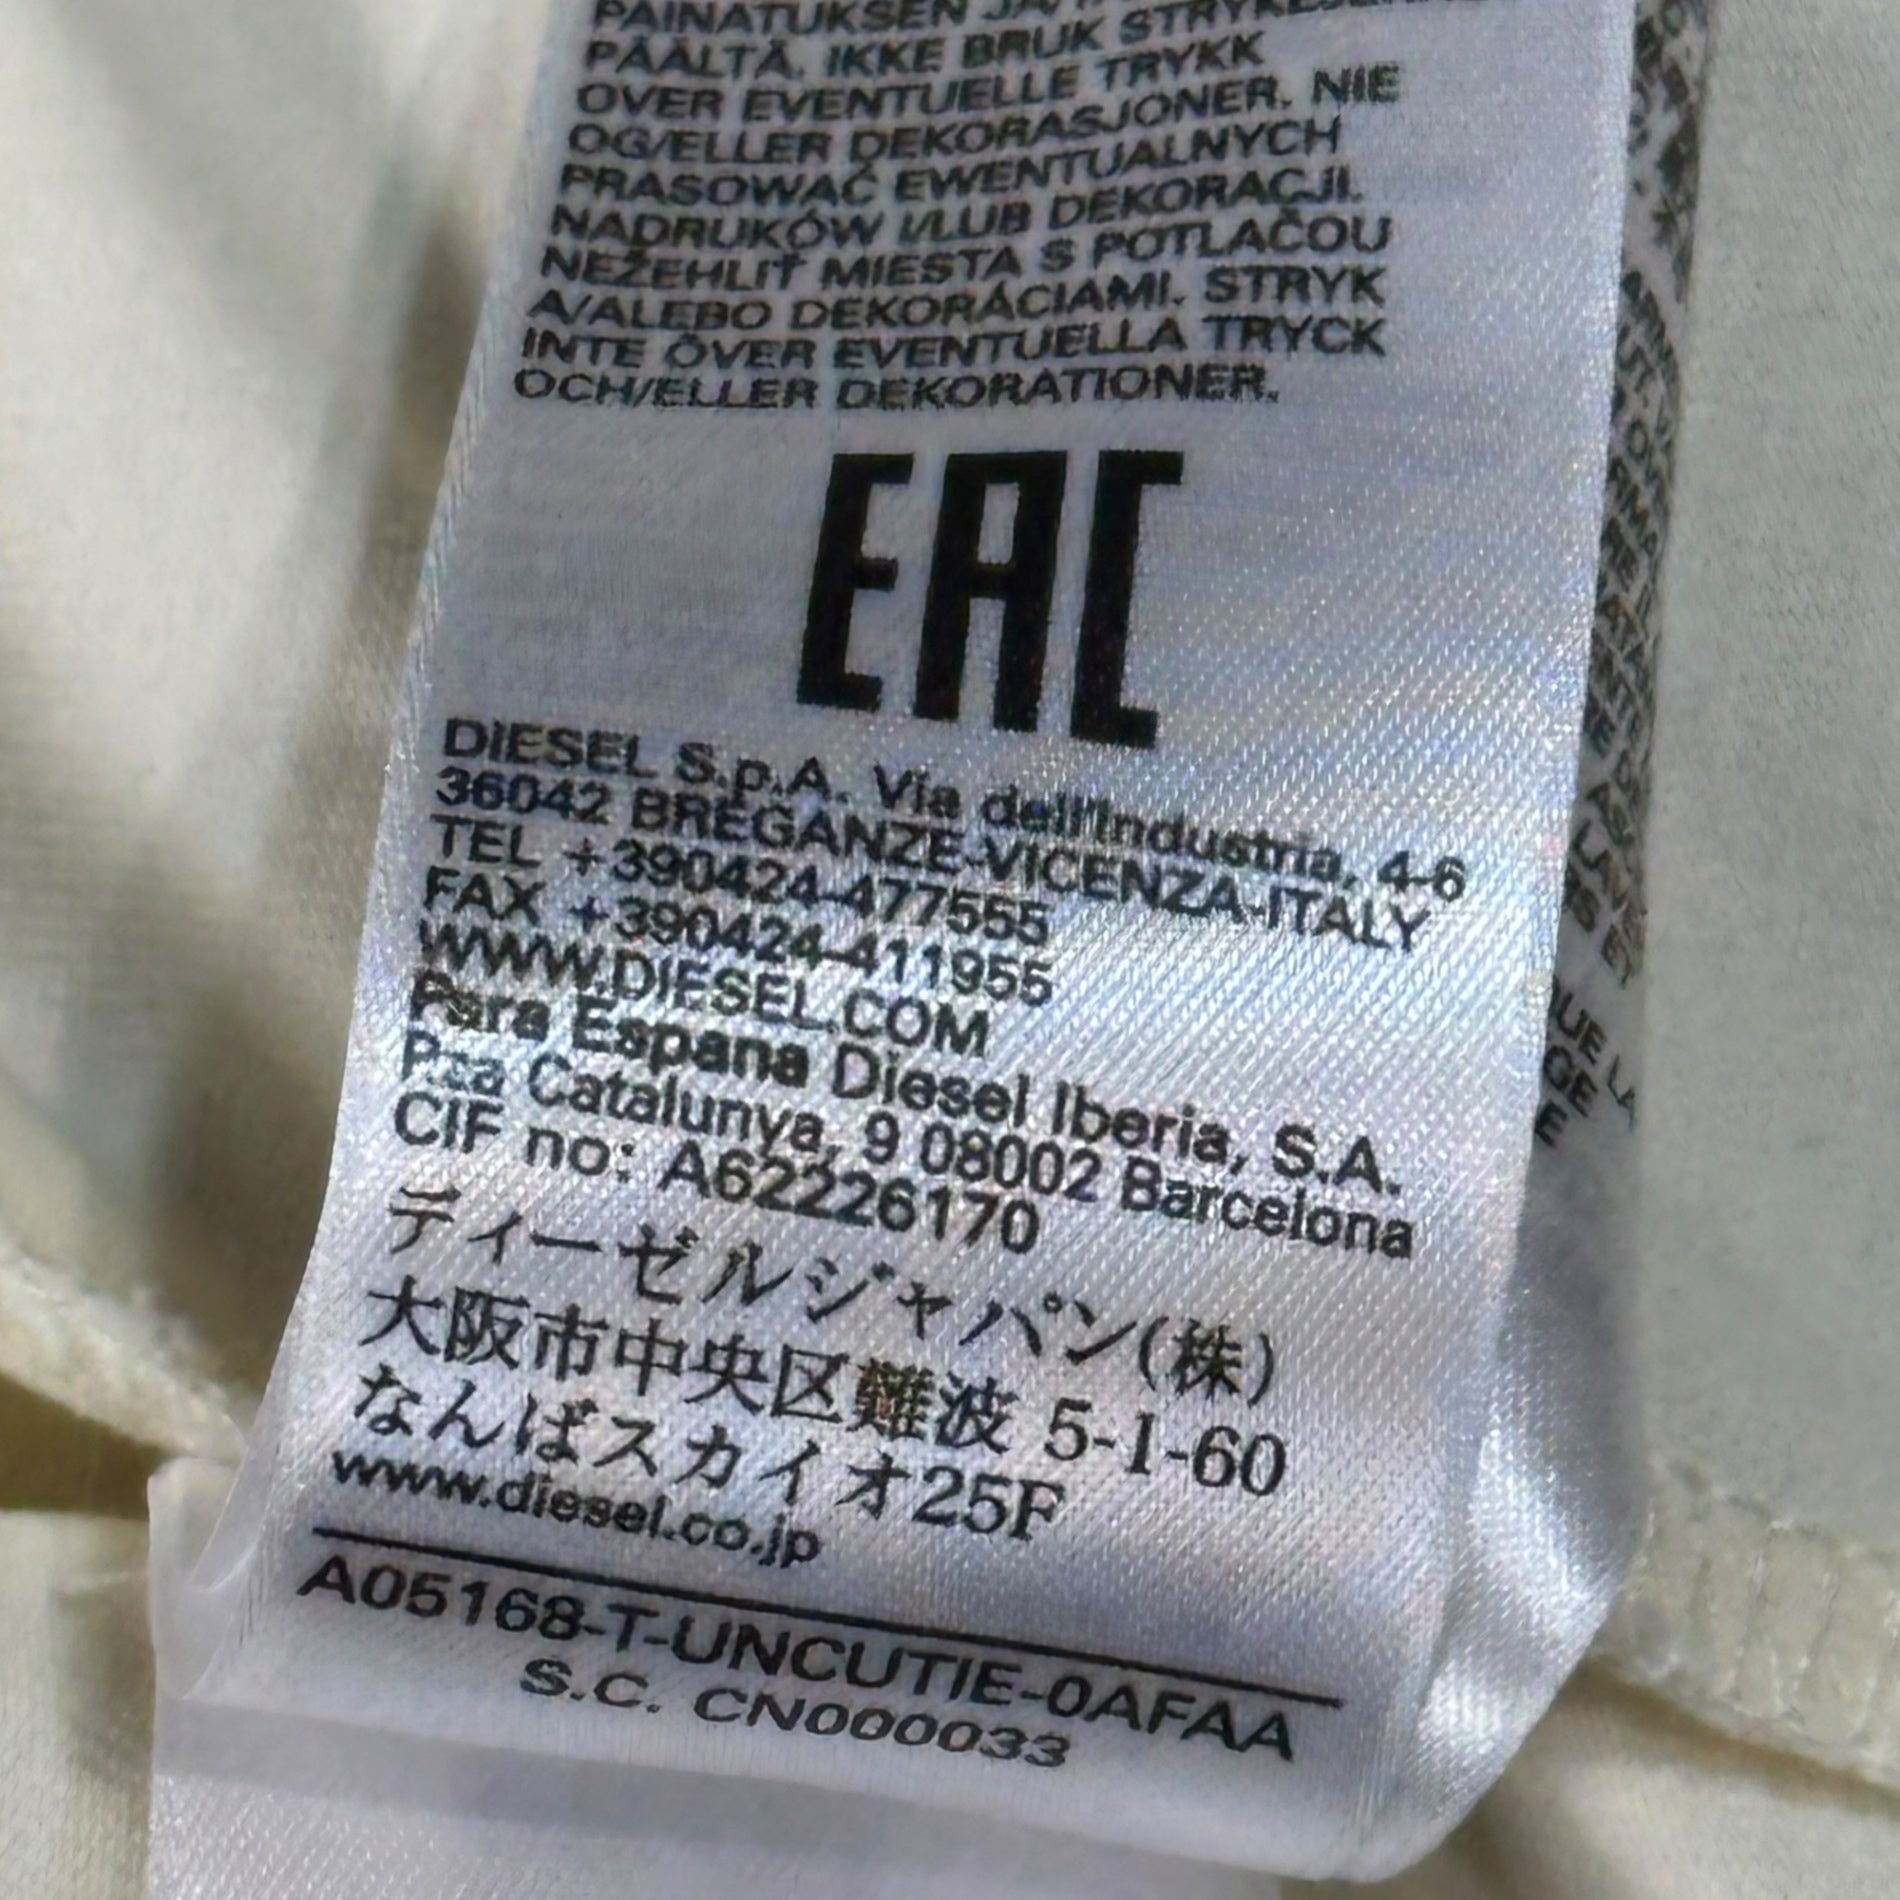 PAINATUKSEN JA/TAI
PÄÄLTÄ. IKKE BRUK STRYKEJERNET
OVER EVENTUELLE TRYKK
OG/ELLER DEKORASJONER. NIE
PRASOWAĆ EWENTUALNYCH
NADRUKÓW I/LUB DEKORACJI.
NEŽEHLIŤ MIESTA S POTLAČOU
A/ALEBO DEKORÁCIAMI. STRYK
INTE ÖVER EVENTUELLA TRYCK
OCH/ELLER DEKORATIONER.
EAC
DIESEL S.p.A. Via dell'Industria, 4-6
36042 BREGANZE-VICENZA-ITALY
TEL +390424-477555
FAX +390424-411955
WWW.DIESEL.COM
Para Espana Diesel Iberia, S.A.
Pza Catalunya, 9 08002 Barcelona
CIF no: A62226170
ディーゼルジャパン(株)
大阪市中央区難波 5-1-60
なんばスカイオ25F
www.diesel.co.jp
A05168-T-UNCUTIE-0AFAA
S.C. CN000033